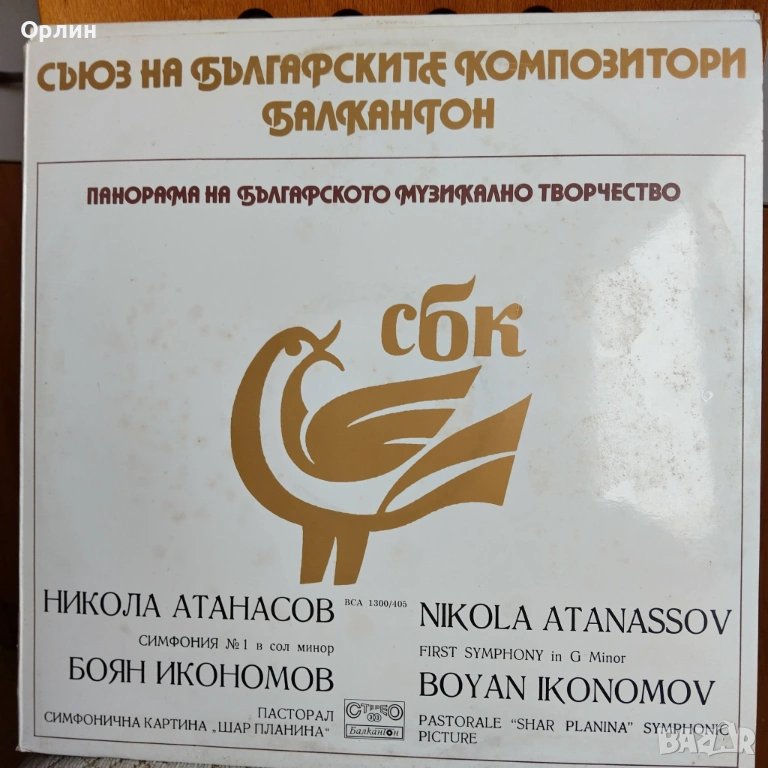 Орлин
СЪЮЗ НА БЪЛГАРСКИТЕ КОМПОЗИТОРИ
БАЛКАНТОН
ПАНОРАМА НА БЪЛГАРСКОТО МУЗИКАЛНО ТВОРЧЕСТВО
сбк
НИКОЛА АТАНАСОВ
СИМФОНИЯ №1 в сол минор
БОЯН ИКОНОМОВ
ПАСТОРАЛ
СИМФОНИЧНА КАРТИНА „ШАР ПЛАНИНА"
ВСА 1300/405
СТЕРЕО
Балкантон
NIKOLA ATANASSOV
FIRST SYMPHONY in G Minor
BOYAN IKONOMOV
PASTORALE "SHAR PLANINA" SYMPHONIC
PICTURE
BAZAR